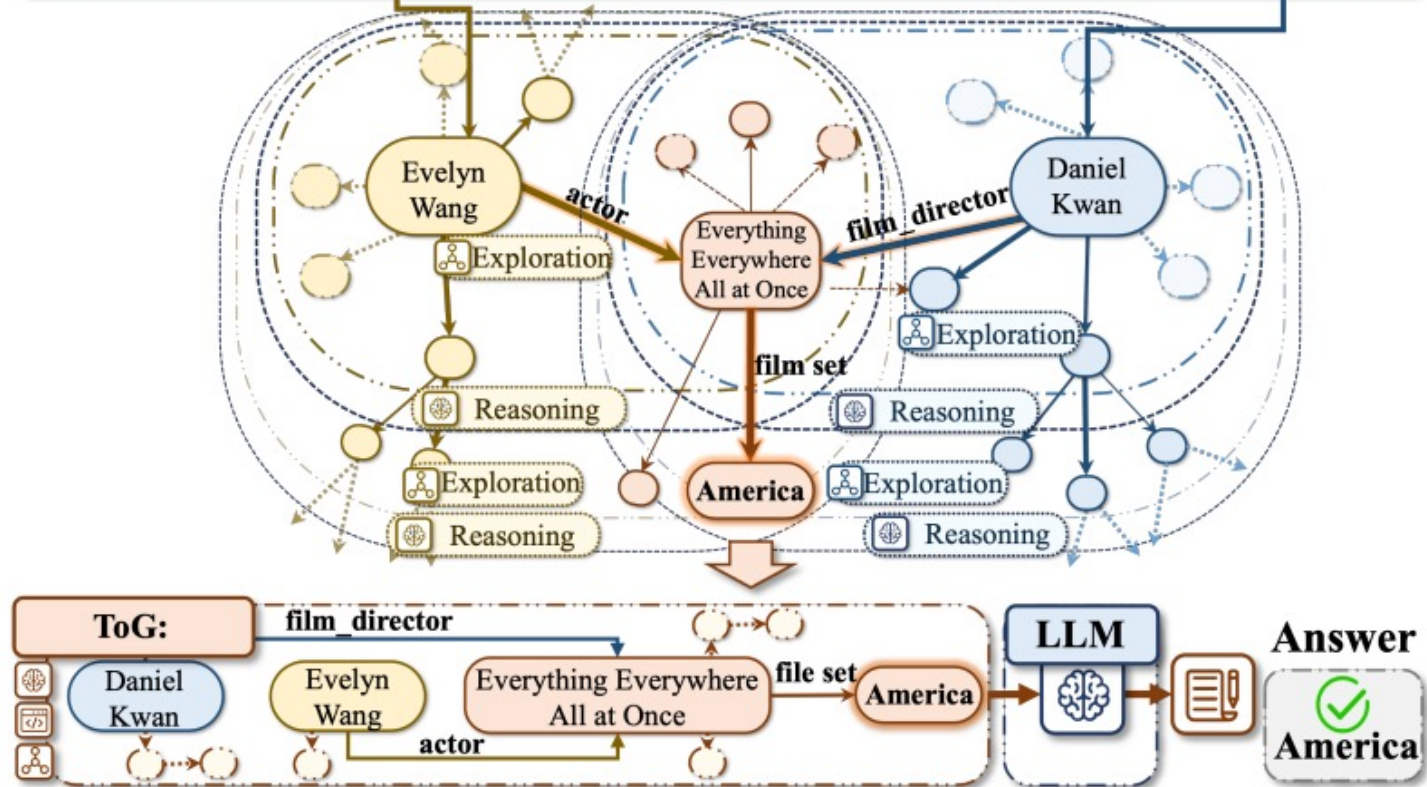 Evelyn
Wang
actor
Everything
Everywhere
All at Once
film_director
Daniel
Kwan
Exploration
Exploration
film set
Reasoning
Reasoning
Exploration
America
Exploration
Reasoning
Reasoning
ToG:
film_director
LLM
Answer
Daniel
Kwan
Evelyn
Wang
Everything Everywhere
All at Once
file set
America
actor
America